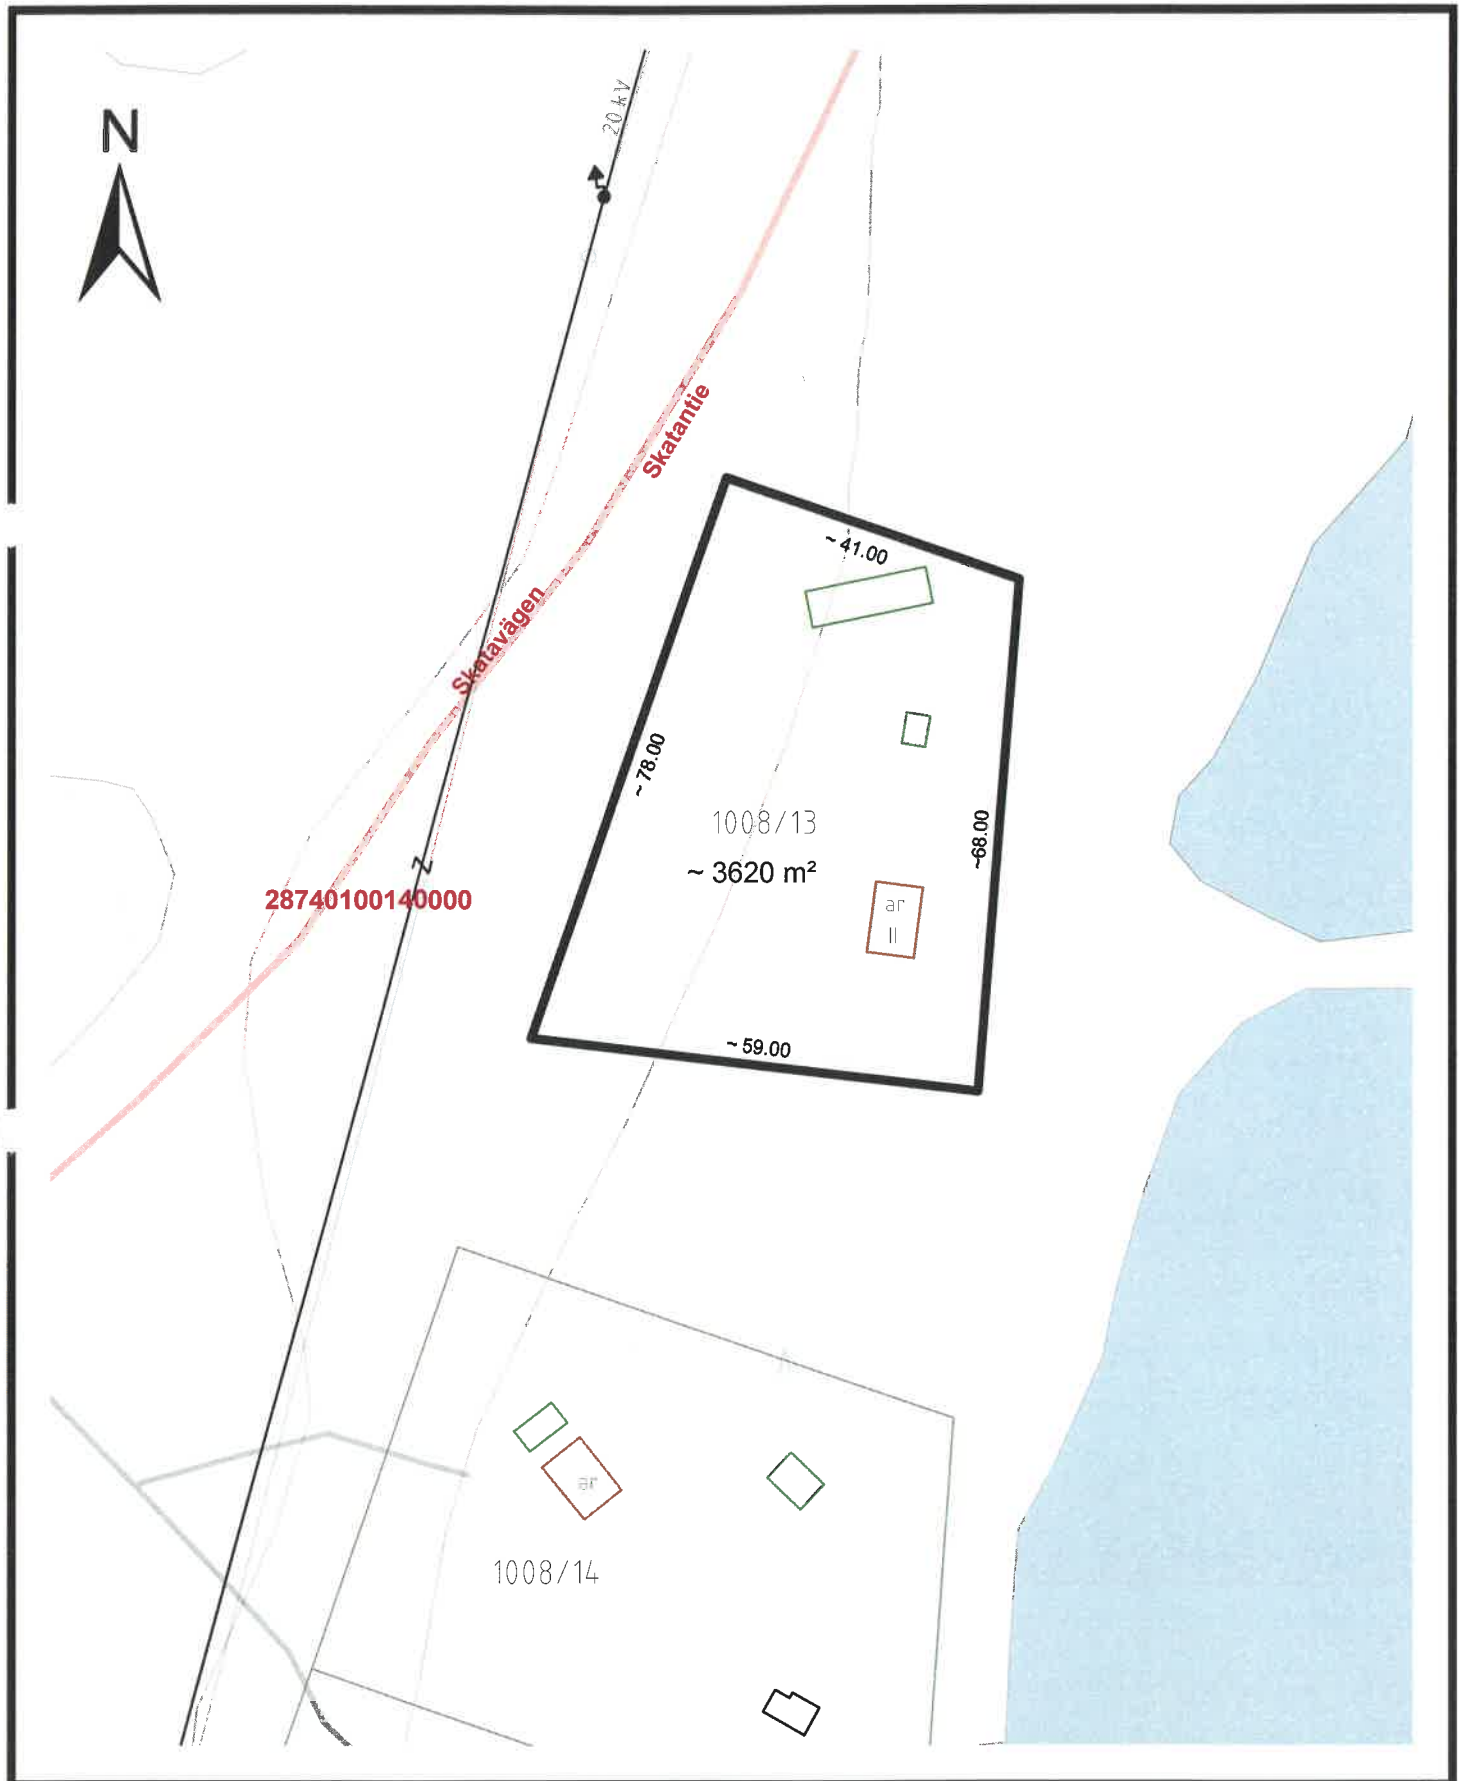 N
20 kV
Skatantie
~ 41.00
Skatavägen
~ 78.00
1008/13
~68.00
~ 3620 m²
28740100140000
ar
II
~ 59.00
ar
1008/14